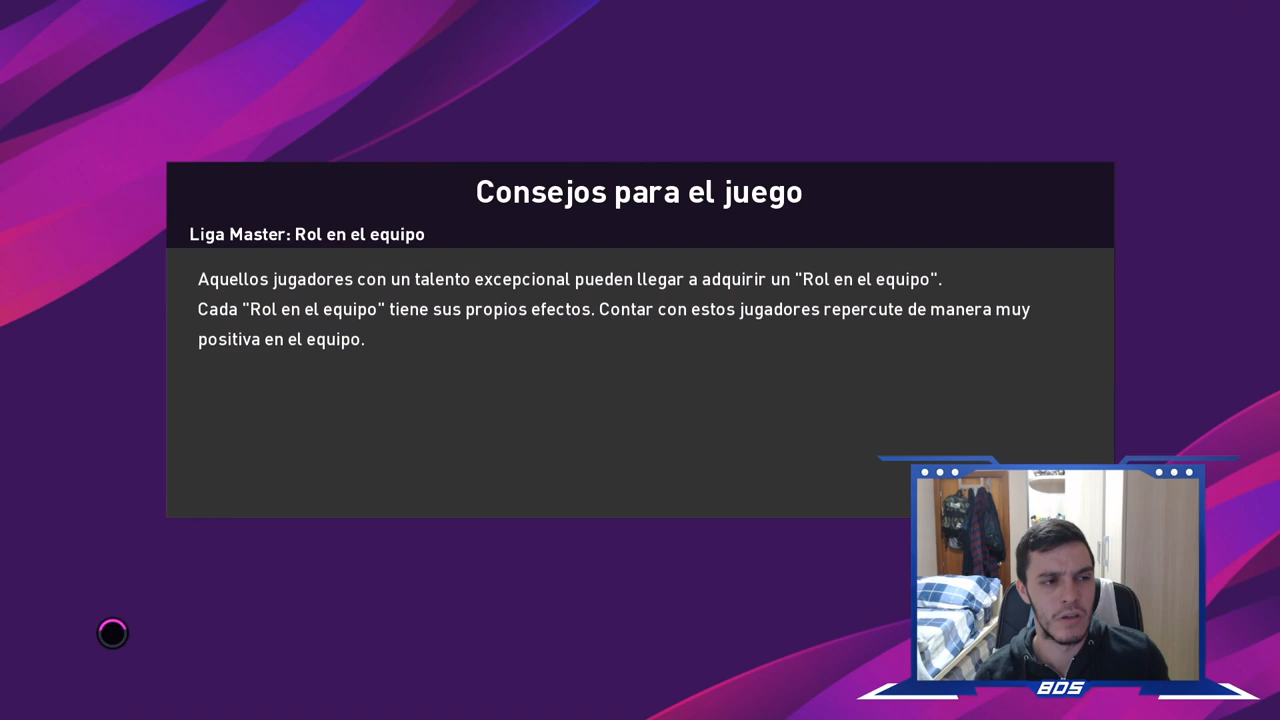 Consejos para el juego
Liga Master: Rol en el equipo
Aquellos jugadores con un talento excepcional pueden llegar a adquirir un "Rol en el equipo".
Cada "Rol en el equipo" tiene sus propios efectos. Contar con estos jugadores repercute de manera muy
positiva en el equipo.
BDS